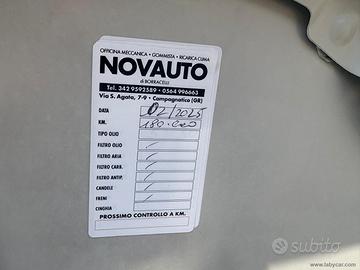 OFFICINA MECCANICA - GOMMISTA - RICARICA CLIMA
NOVAUTO
di BORRACELLI
Tel. 342 9592589 - 0564 996663
Via S. Agata, 7-9 - Campagnatico (GR)
DATA 02/2025
KM. 180.000
TIPO OLIO
FILTRO OLIO /
FILTRO ARIA /
FILTRO CARB. /
FILTRO ANTIP. /
CANDELE /
FRENI /
CINGHIA
PROSSIMO CONTROLLO A KM.
subito
www.labycar.com